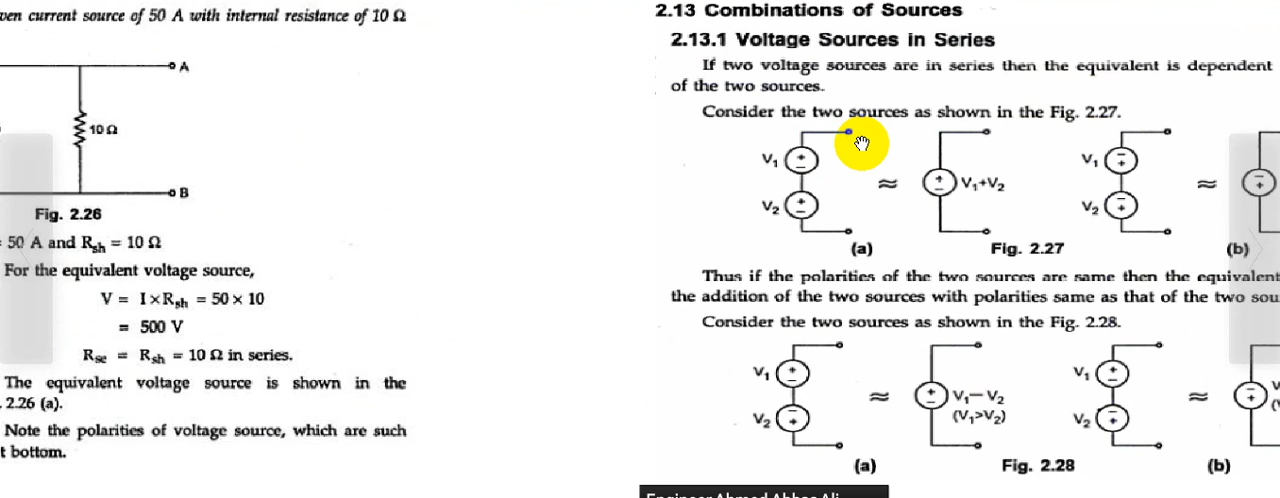 ven current source of 50 A with internal resistance of 10 Ω
A
10 Ω
B
Fig. 2.26
= 50 A and Rsh = 10 Ω
For the equivalent voltage source,
V = I×Rsh = 50 × 10
= 500 V
Rse = Rsh = 10 Ω in series.
The equivalent voltage source is shown in the
. 2.26 (a).
Note the polarities of voltage source, which are such
t bottom.
2.13 Combinations of Sources
2.13.1 Voltage Sources in Series
If two voltage sources are in series then the equivalent is dependent
of the two sources.
Consider the two sources as shown in the Fig. 2.27.
V1 + − ≈ + − V1+V2 V1 − + ≈ − +
V2 + − V2 − +
(a) Fig. 2.27 (b)
Thus if the polarities of the two sources are same then the equivalent
the addition of the two sources with polarities same as that of the two sou
Consider the two sources as shown in the Fig. 2.28.
V1 + − ≈ + − V1− V2 V1 + − ≈ − + V
V2 − + (V1>V2) V2 − + (
(a) Fig. 2.28 (b)